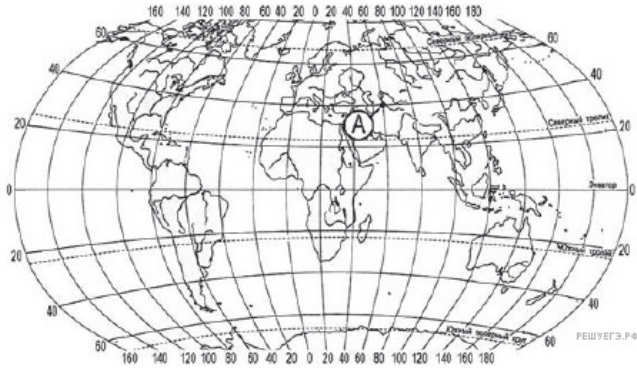 160 140 120 100 80 60 40 20 0 20 40 60 80 100 120 140 160 180
60 Северный полярный круг 60
40 40
20 Северный тропик 20
А
0 Экватор 0
20 Южный тропик 20
40 40
60 Южный полярный круг 60
160 140 120 100 80 60 40 20 0 20 40 60 80 100 120 140 160 180
РЕШУЕГЭ.РФ